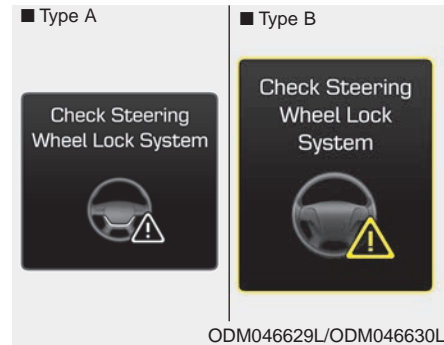 ■ Type A
Check Steering
Wheel Lock System
■ Type B
Check Steering
Wheel Lock
System
ODM046629L/ODM046630L